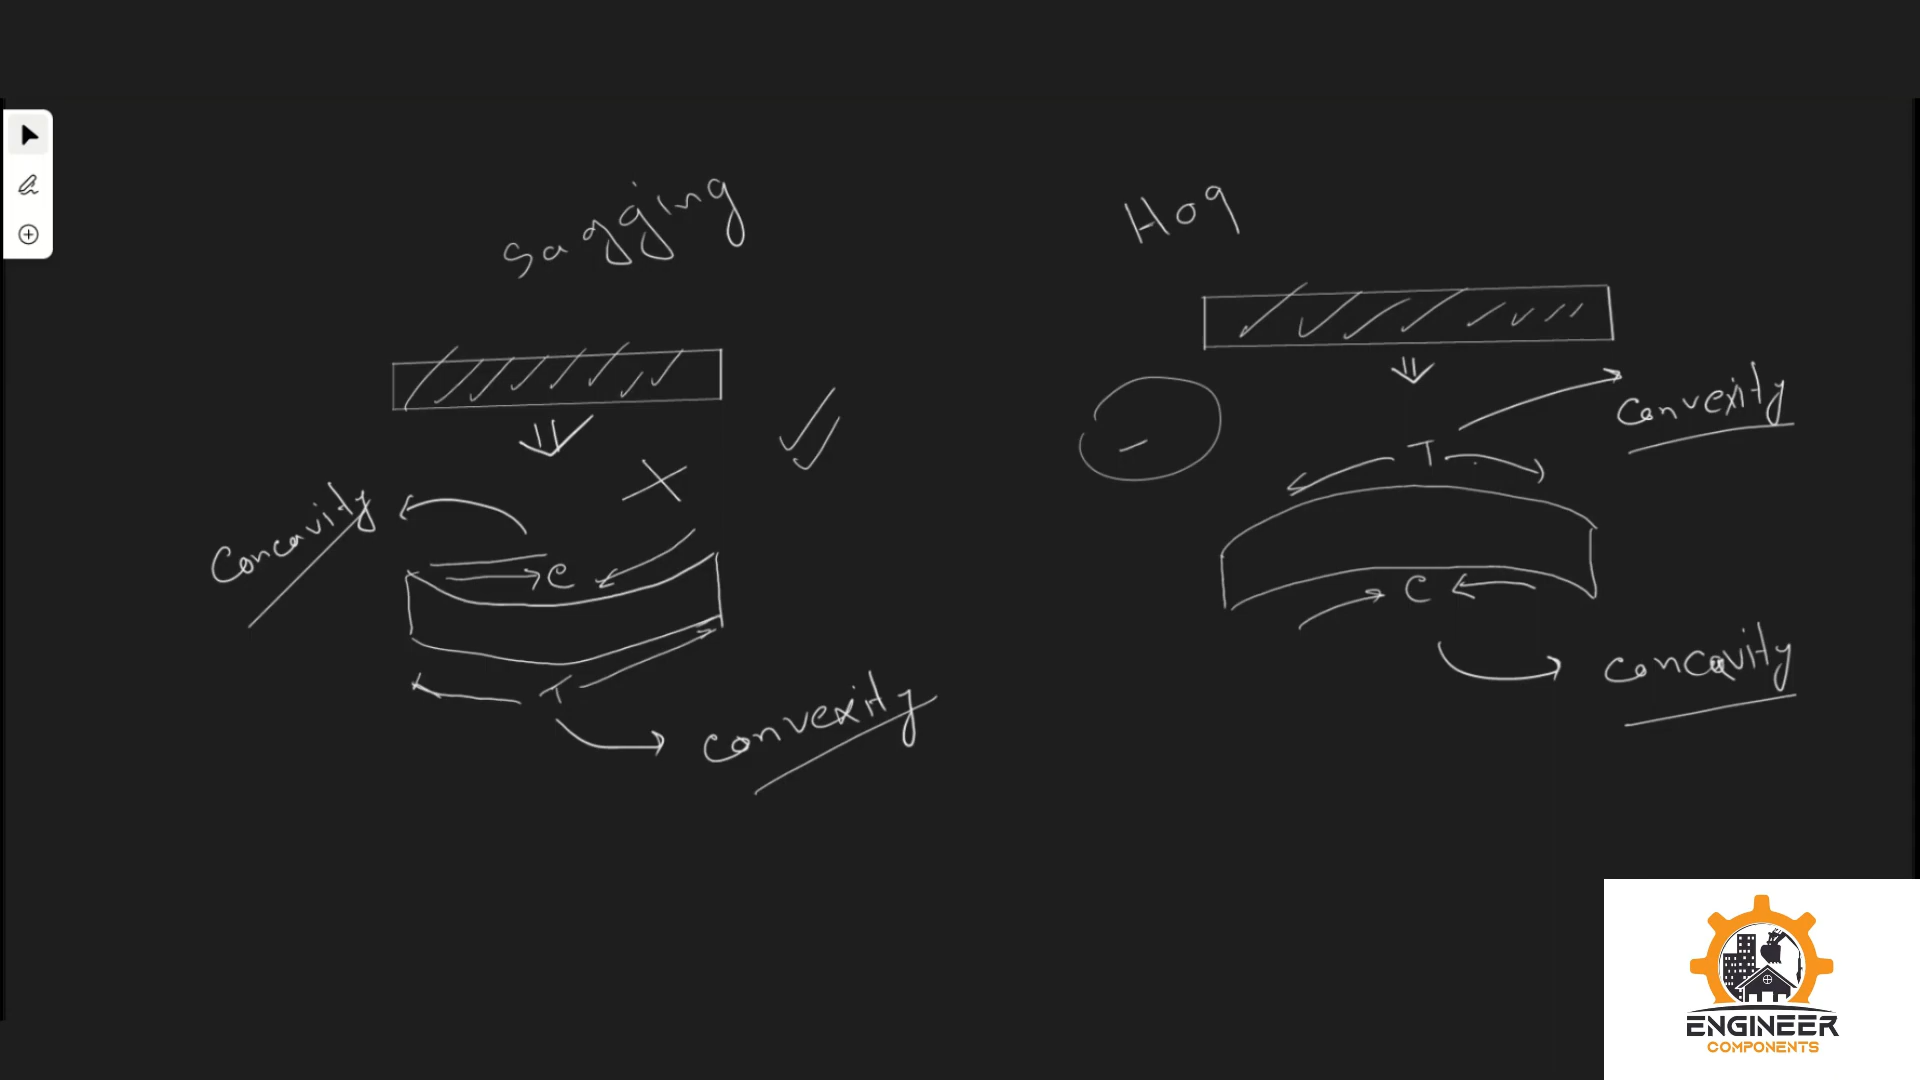 Sagging
Hog
Convexity
T
Concavity
C
C
Concavity
T
Convexity
ENGINEER
COMPONENTS